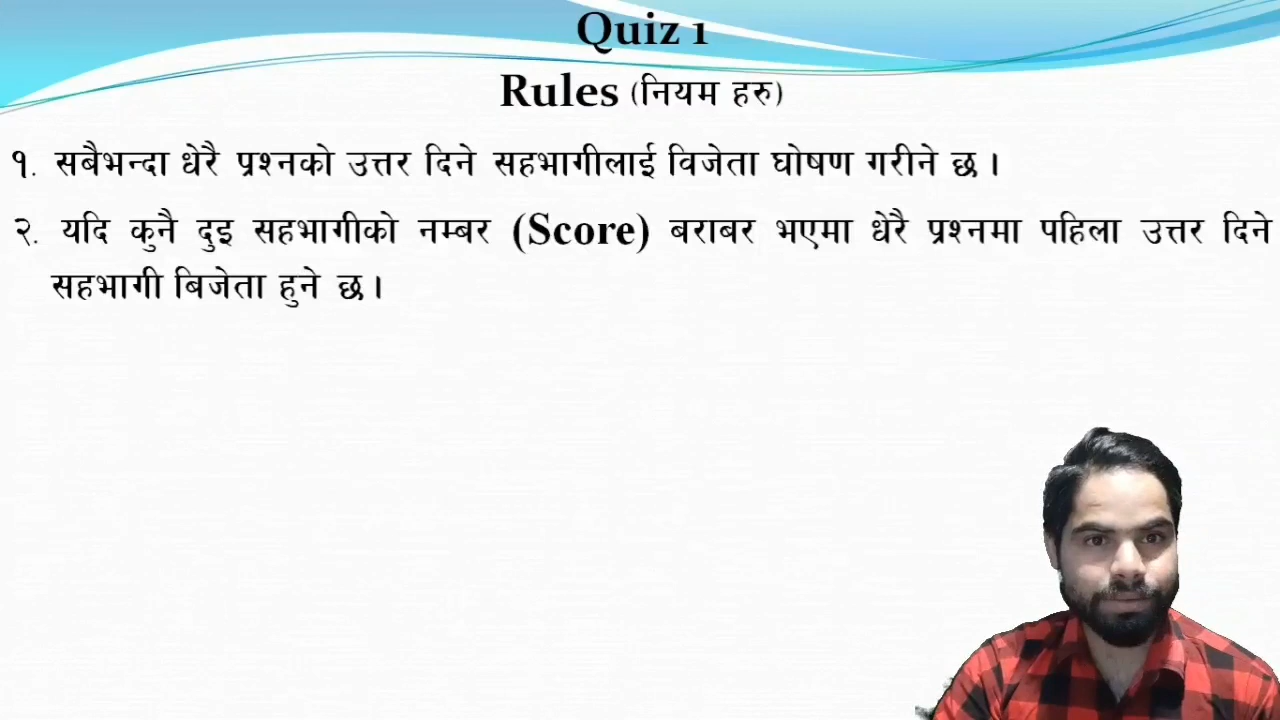 Quiz 1
Rules (नियम हरु)
१. सबैभन्दा धेरै प्रश्नको उत्तर दिने सहभागीलाई विजेता घोषण गरीने छ ।
२. यदि कुनै दुइ सहभागीको नम्बर (Score) बराबर भएमा धेरै प्रश्नमा पहिला उत्तर दिने
सहभागी बिजेता हुने छ ।